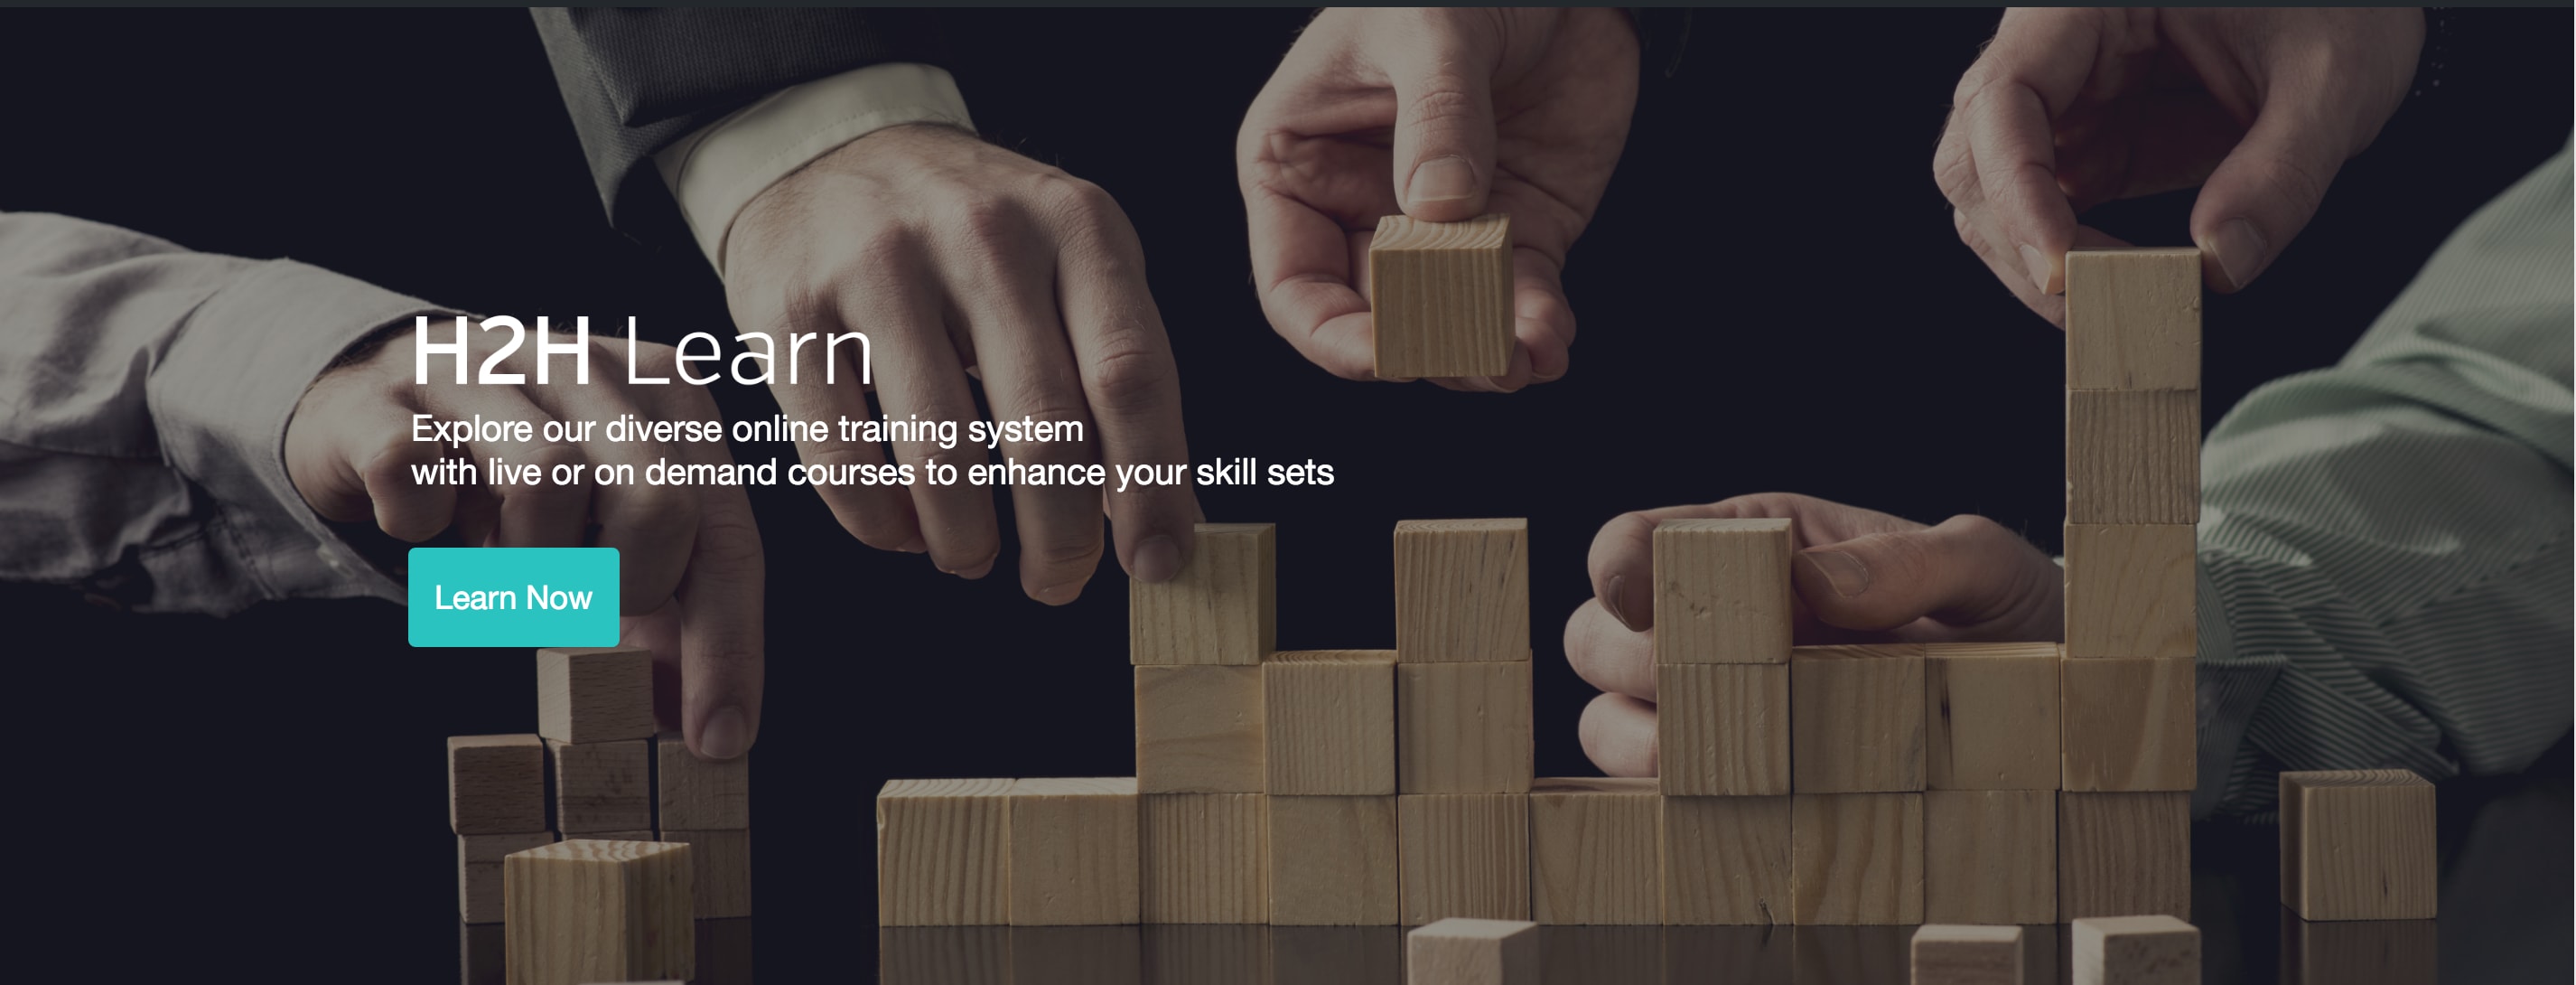 H2H Learn
Explore our diverse online training system
with live or on demand courses to enhance your skill sets
Learn Now